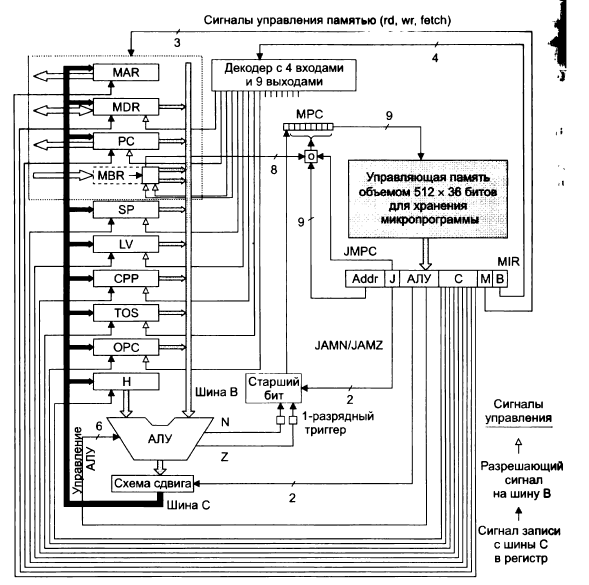 Сигналы управления памятью (rd, wr, fetch)
3
4
Декодер с 4 входами
и 9 выходами
MAR
MDR
PC
MBR
SP
LV
CPP
TOS
OPC
H
MPC
9
8
O
9
Управляющая память
объемом 512 × 36 битов
для хранения
микропрограммы
JMPC
MIR
Addr
J
АЛУ
C
M
B
JAMN/JAMZ
Старший
бит
2
1-разрядный
триггер
Шина B
N
Z
6
АЛУ
Управление
АЛУ
Схема сдвига
2
Шина C
Сигналы
управления
Разрешающий
сигнал
на шину B
Сигнал записи
с шины C
в регистр